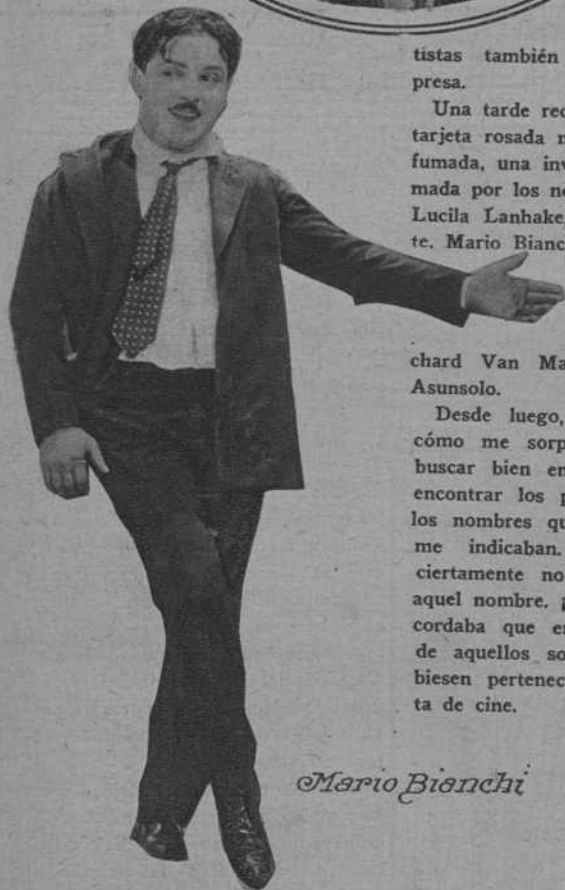 tistas también
presa.
Una tarde rec
tarjeta rosada m
fumada, una inv
mada por los no
Lucila Lanhake
te. Mario Bianc
chard Van Ma
Asunsolo.
Desde luego,
cómo me sorp
buscar bien en
encontrar los p
los nombres qu
me indicaban.
ciertamente no
aquel nombre.
cordaba que e
de aquellos so
biesen pertenec
ta de cine.
Mario Bianchi